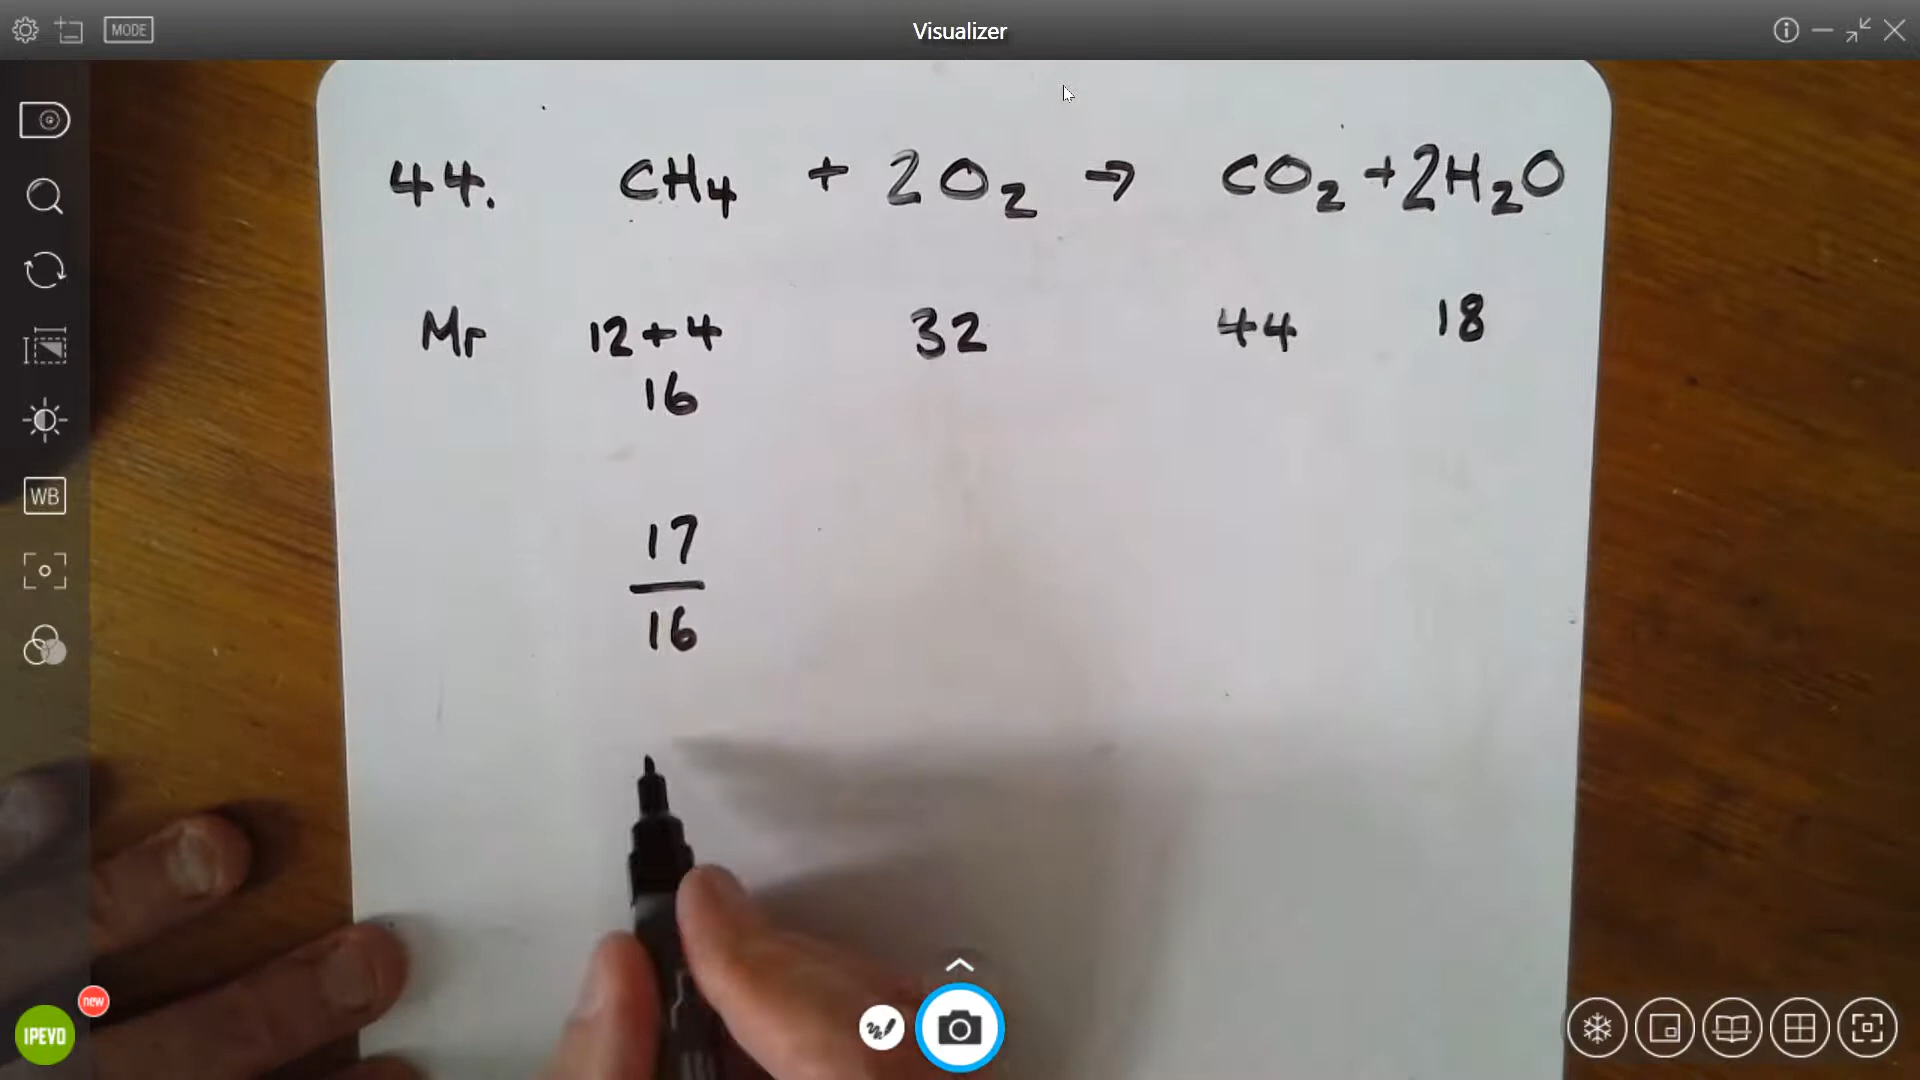 MODE
Visualizer
44. CH₄ + 2O₂ → CO₂ + 2H₂O
Mr 12+4 32 44 18
16
17
16
WB
new
IPEVO